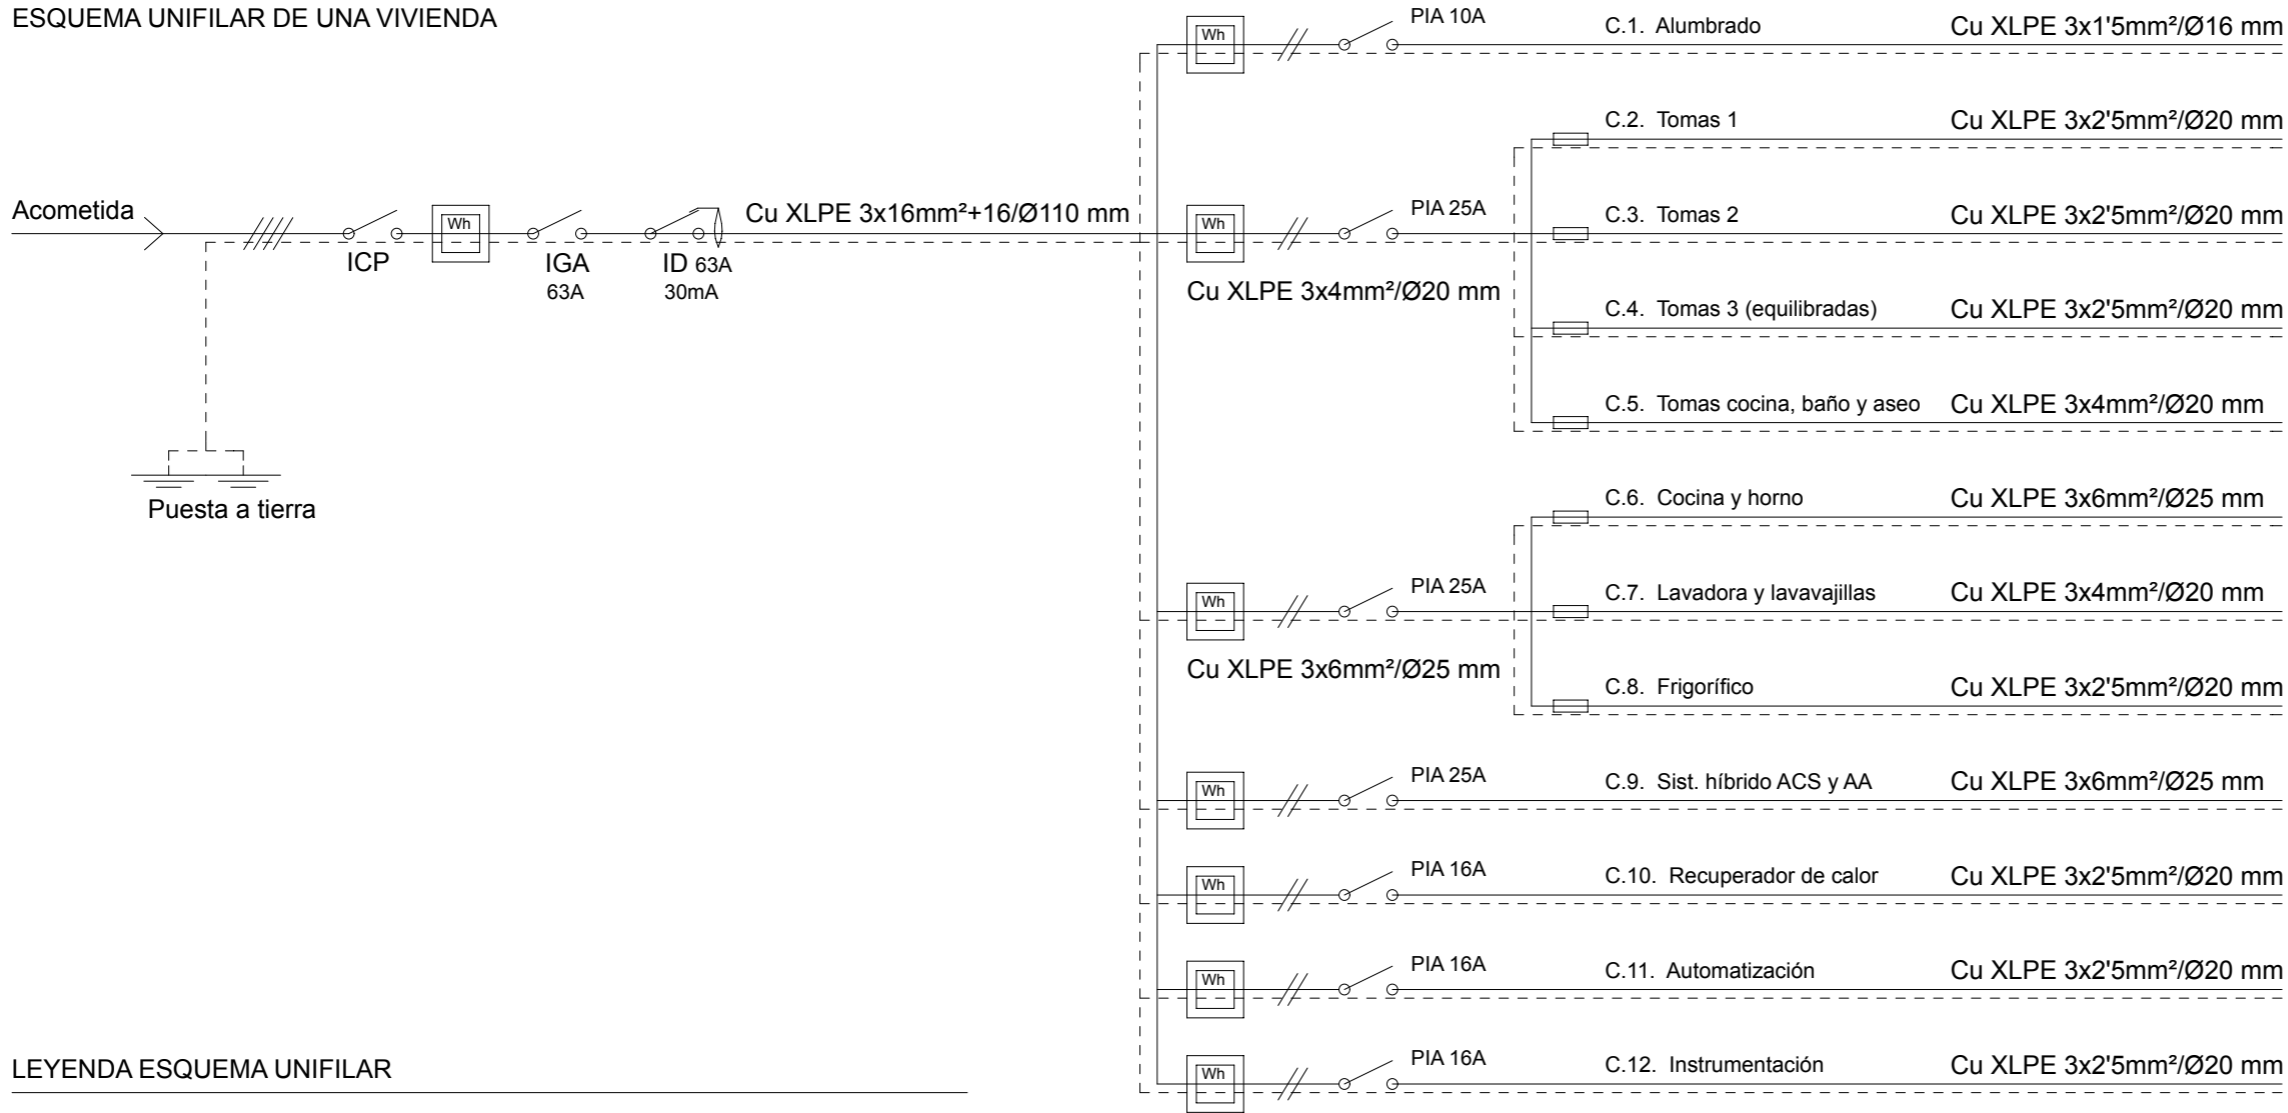 ESQUEMA UNIFILAR DE UNA VIVIENDA
Acometida
ICP
Wh
IGA
63A
ID 63A
30mA
Cu XLPE 3x16mm²+16/Ø110 mm
Puesta a tierra
Wh
PIA 10A
C.1. Alumbrado
Cu XLPE 3x1'5mm²/Ø16 mm
Wh
PIA 25A
Cu XLPE 3x4mm²/Ø20 mm
C.2. Tomas 1
Cu XLPE 3x2'5mm²/Ø20 mm
C.3. Tomas 2
Cu XLPE 3x2'5mm²/Ø20 mm
C.4. Tomas 3 (equilibradas)
Cu XLPE 3x2'5mm²/Ø20 mm
C.5. Tomas cocina, baño y aseo
Cu XLPE 3x4mm²/Ø20 mm
Wh
PIA 25A
Cu XLPE 3x6mm²/Ø25 mm
C.6. Cocina y horno
Cu XLPE 3x6mm²/Ø25 mm
C.7. Lavadora y lavavajillas
Cu XLPE 3x4mm²/Ø20 mm
C.8. Frigorífico
Cu XLPE 3x2'5mm²/Ø20 mm
Wh
PIA 25A
C.9. Sist. híbrido ACS y AA
Cu XLPE 3x6mm²/Ø25 mm
Wh
PIA 16A
C.10. Recuperador de calor
Cu XLPE 3x2'5mm²/Ø20 mm
Wh
PIA 16A
C.11. Automatización
Cu XLPE 3x2'5mm²/Ø20 mm
Wh
PIA 16A
C.12. Instrumentación
Cu XLPE 3x2'5mm²/Ø20 mm
LEYENDA ESQUEMA UNIFILAR